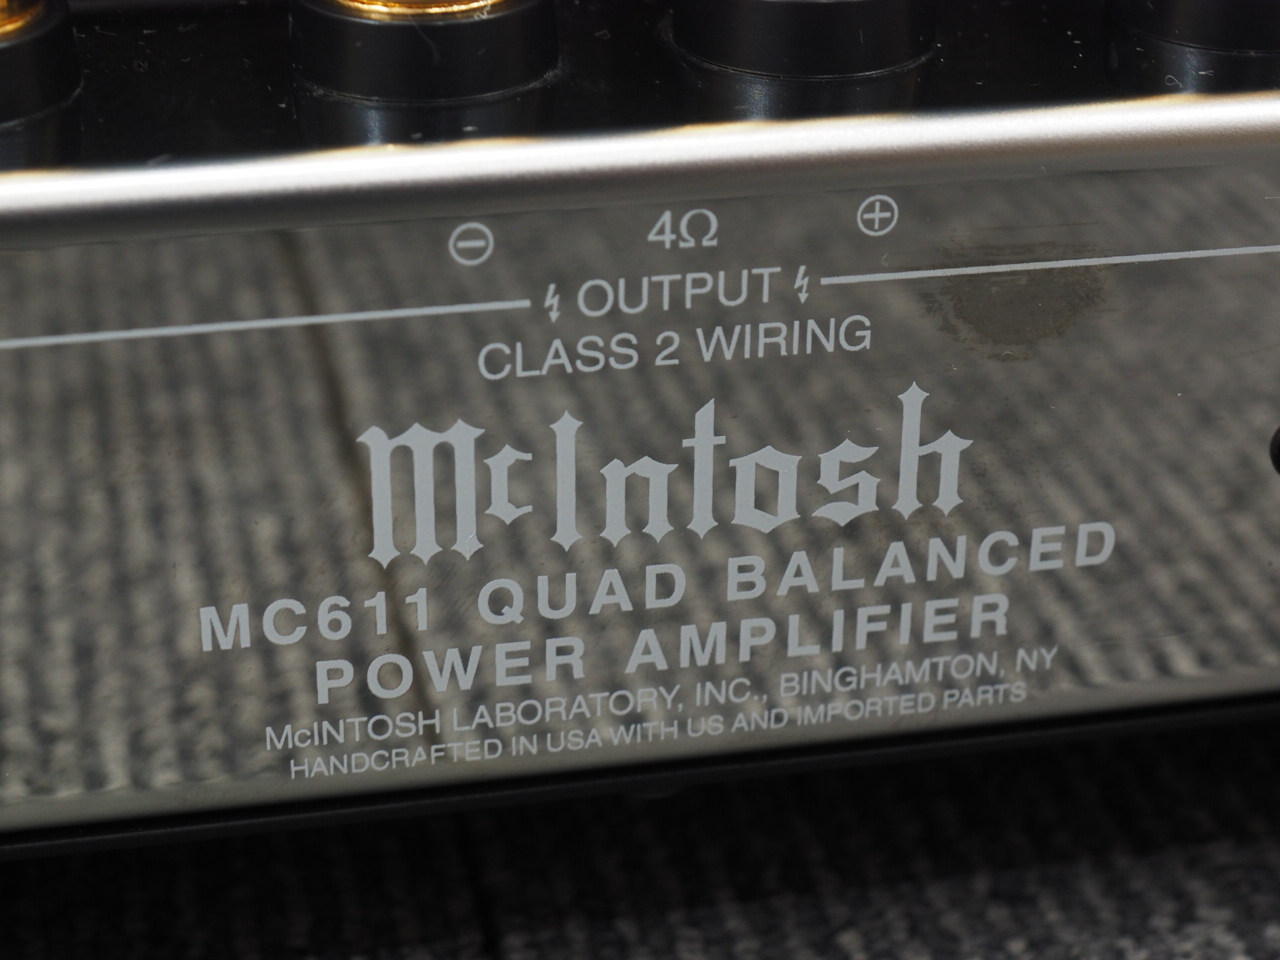 ⊖ 4Ω ⊕
OUTPUT
CLASS 2 WIRING
McIntosh
MC611 QUAD BALANCED
POWER AMPLIFIER
McINTOSH LABORATORY, INC., BINGHAMTON, NY
HANDCRAFTED IN USA WITH US AND IMPORTED PARTS